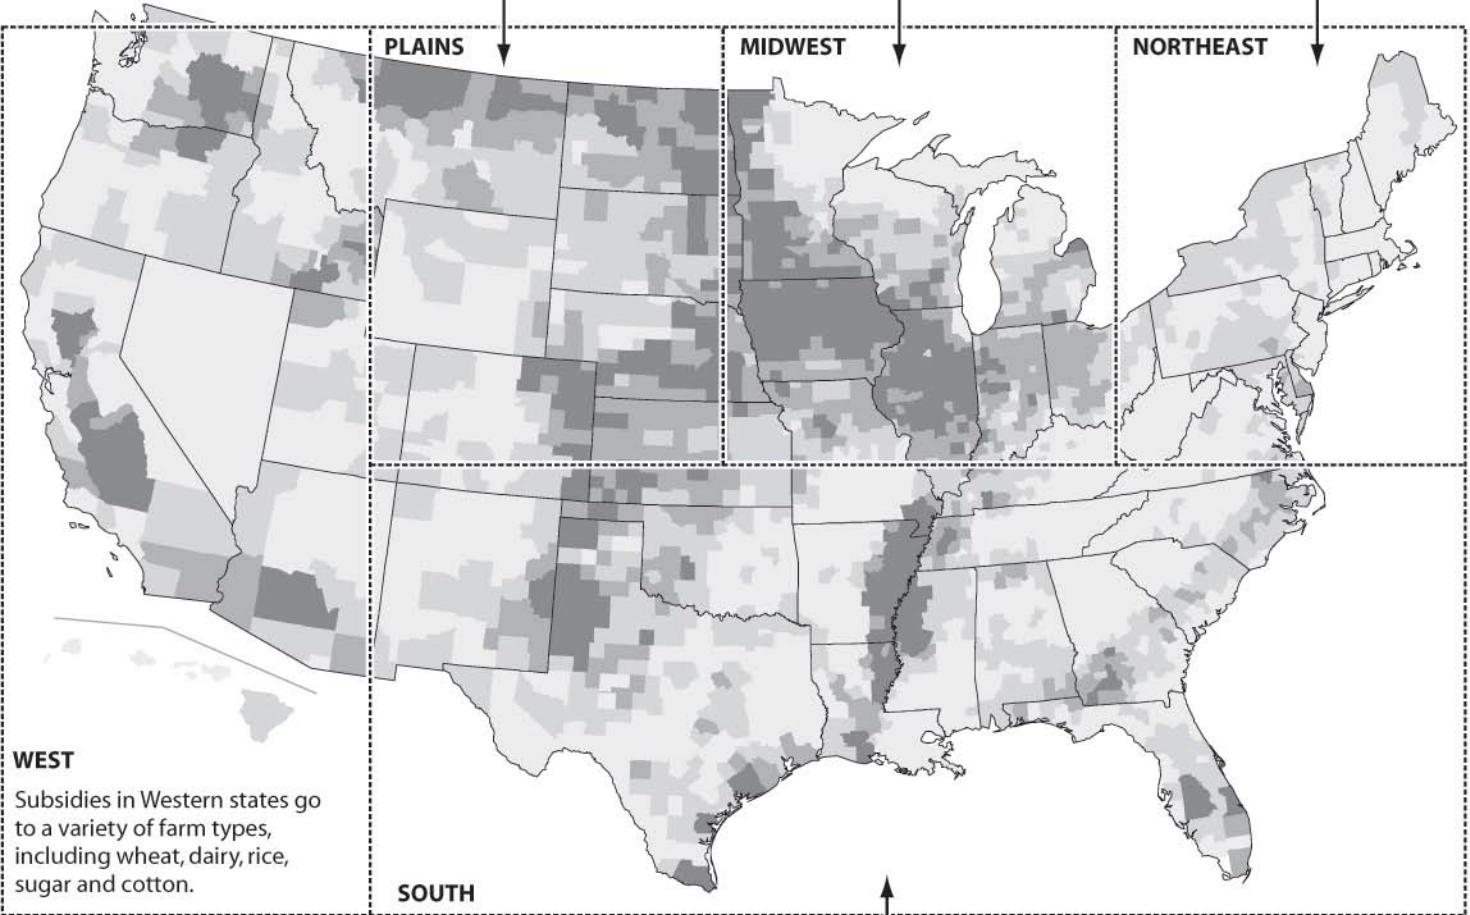 PLAINS
MIDWEST
NORTHEAST
WEST
Subsidies in Western states go
to a variety of farm types,
including wheat, dairy, rice,
sugar and cotton.
SOUTH